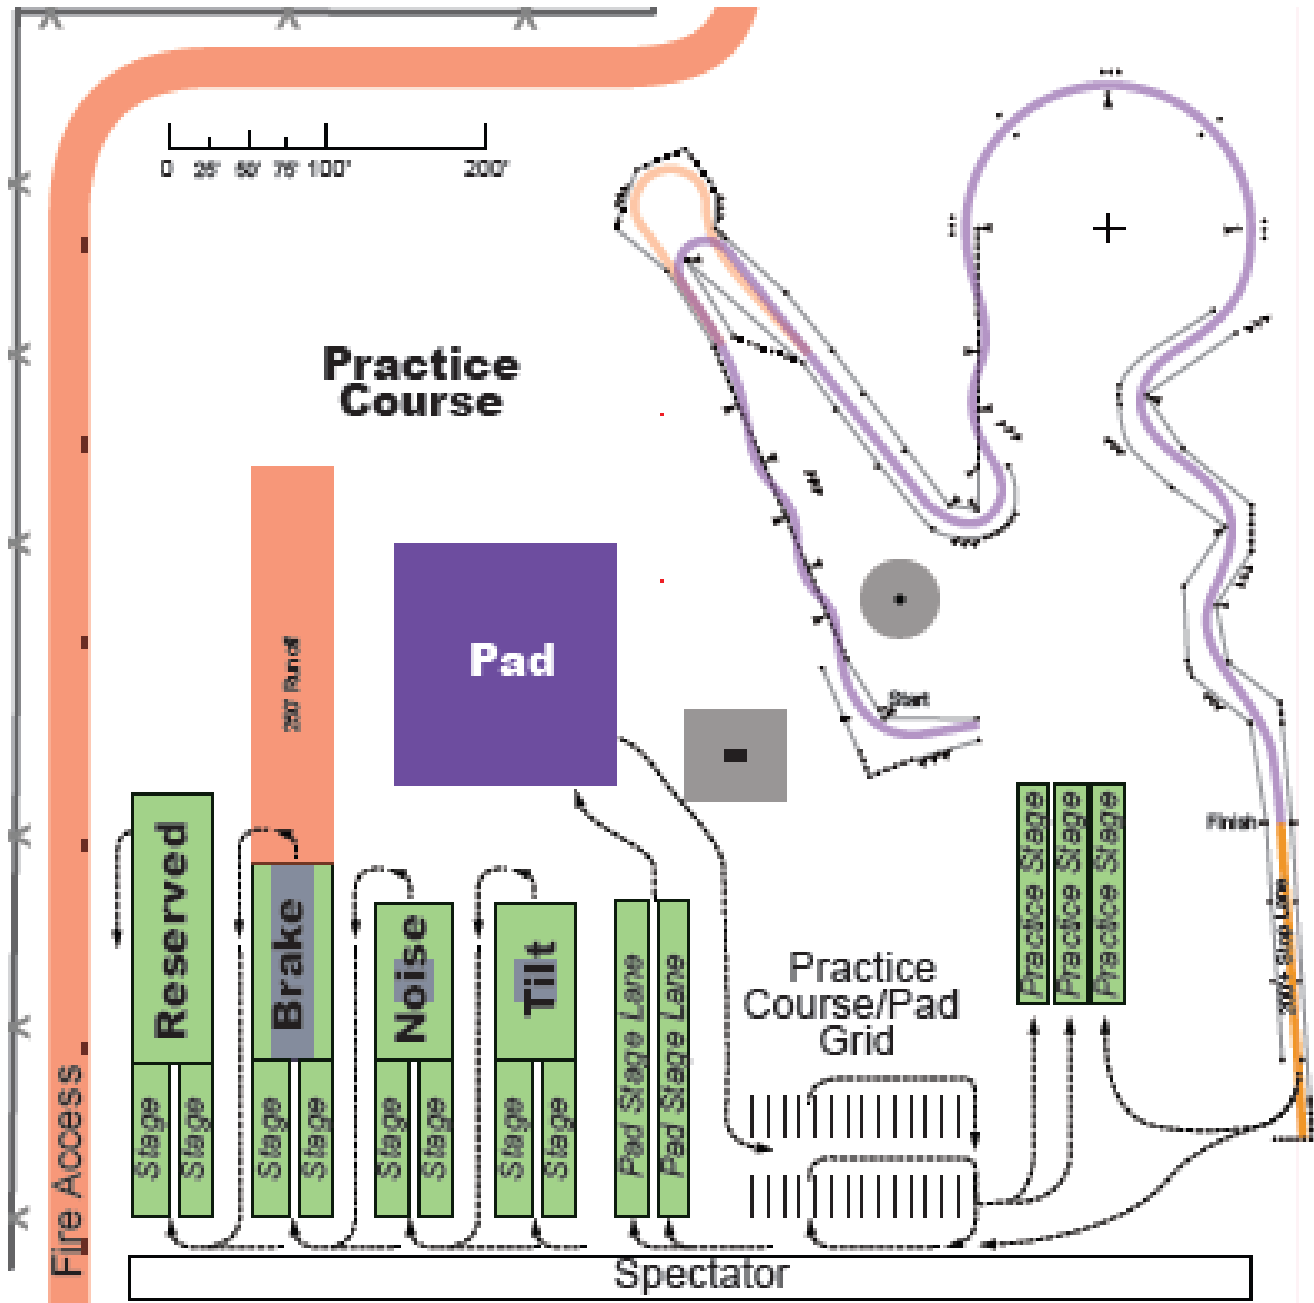 0 25' 50' 75' 100' 200'
Practice
Course
250' Runoff
Pad
Start
Finish
200'+ Stop Lane
Reserved
Brake
Noise
Tilt
Pad Stage Lane
Pad Stage Lane
Practice Stage
Practice Stage
Practice Stage
Practice
Course/Pad
Grid
Stage
Stage
Stage
Stage
Stage
Stage
Stage
Stage
Fire Access
Spectator